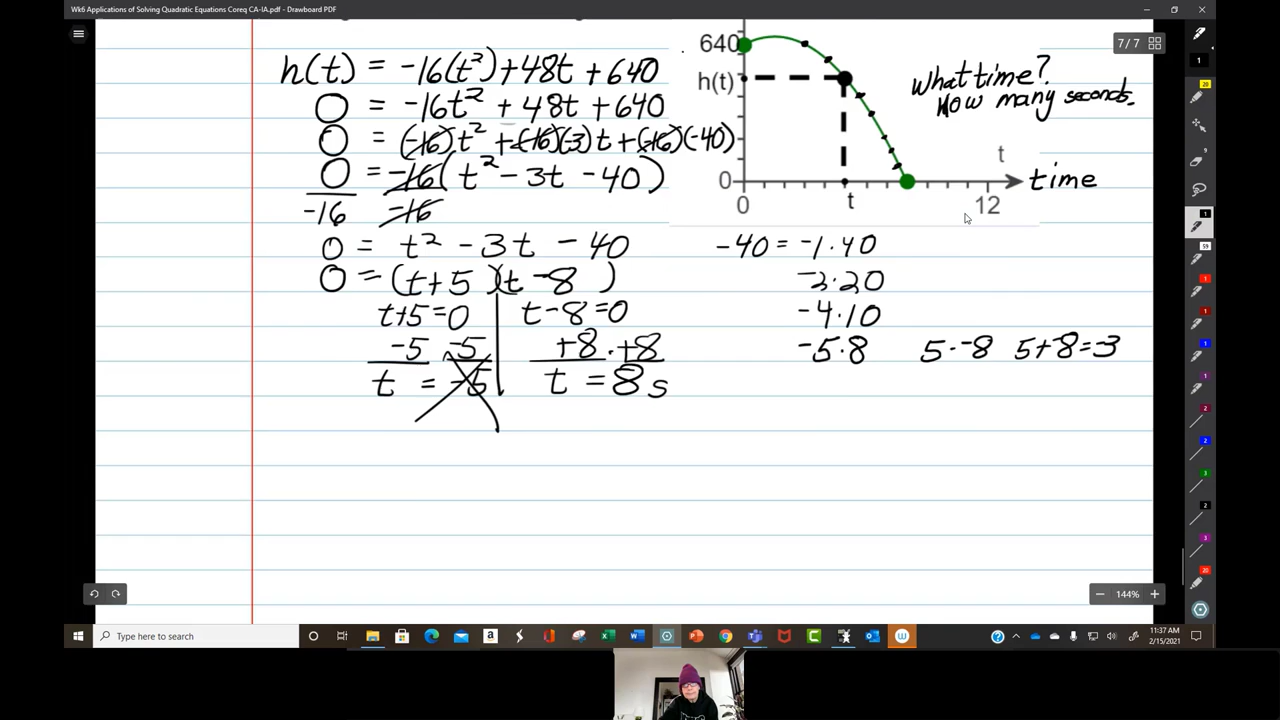 Wk6 Applications of Solving Quadratic Equations Coreq CA-IA.pdf - Drawboard PDF
7 / 7
h(t) = -16(t²) + 48t + 640
0 = -16t² + 48t + 640
0 = (-16)t² + (-16)(-3)t + (-16)(-40)
0 = -16(t² - 3t - 40)
-16 -16
0 = t² - 3t - 40
0 = (t + 5)(t - 8)
t+5=0 t-8=0
-5 -5 +8 +8
t = -5 t = 8 s
640
h(t)
0
0 t 12
t
time
What time?
How many seconds.
-40 = -1·40
-2·20
-4·10
-5·8 5·-8 5+-8=-3
144%
Type here to search
11:37 AM
2/15/2021